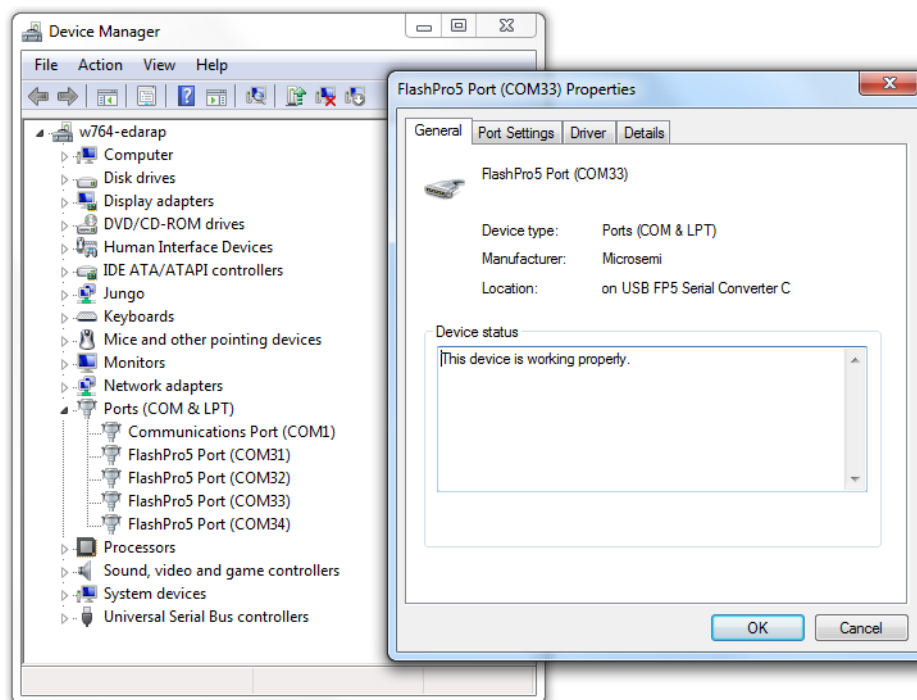 Device Manager
File Action View Help
w764-edarap
Computer
Disk drives
Display adapters
DVD/CD-ROM drives
Human Interface Devices
IDE ATA/ATAPI controllers
Jungo
Keyboards
Mice and other pointing devices
Monitors
Network adapters
Ports (COM & LPT)
Communications Port (COM1)
FlashPro5 Port (COM31)
FlashPro5 Port (COM32)
FlashPro5 Port (COM33)
FlashPro5 Port (COM34)
Processors
Sound, video and game controllers
System devices
Universal Serial Bus controllers
FlashPro5 Port (COM33) Properties
General Port Settings Driver Details
FlashPro5 Port (COM33)
Device type: Ports (COM & LPT)
Manufacturer: Microsemi
Location: on USB FP5 Serial Converter C
Device status
This device is working properly.
OK Cancel